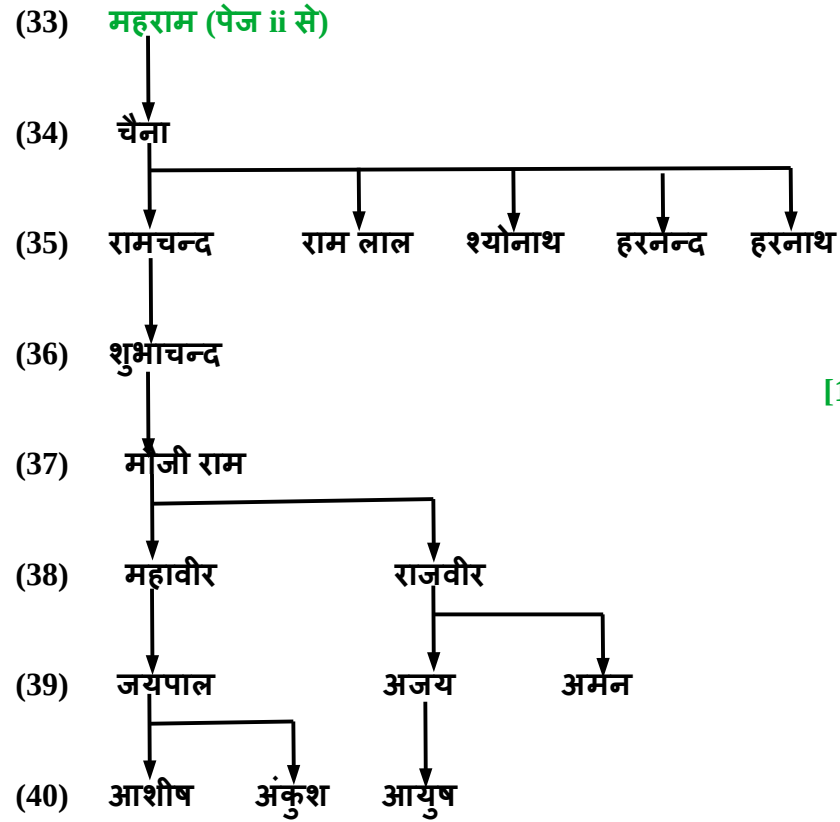 (33) महराम (पेज ii से)
(34) चैना
(35) रामचन्द राम लाल श्योनाथ हरनन्द हरनाथ
(36) शुभाचन्द
[1
(37) मौजी राम
(38) महावीर राजवीर
(39) जयपाल अजय अमन
(40) आशीष अंकुश आयुष